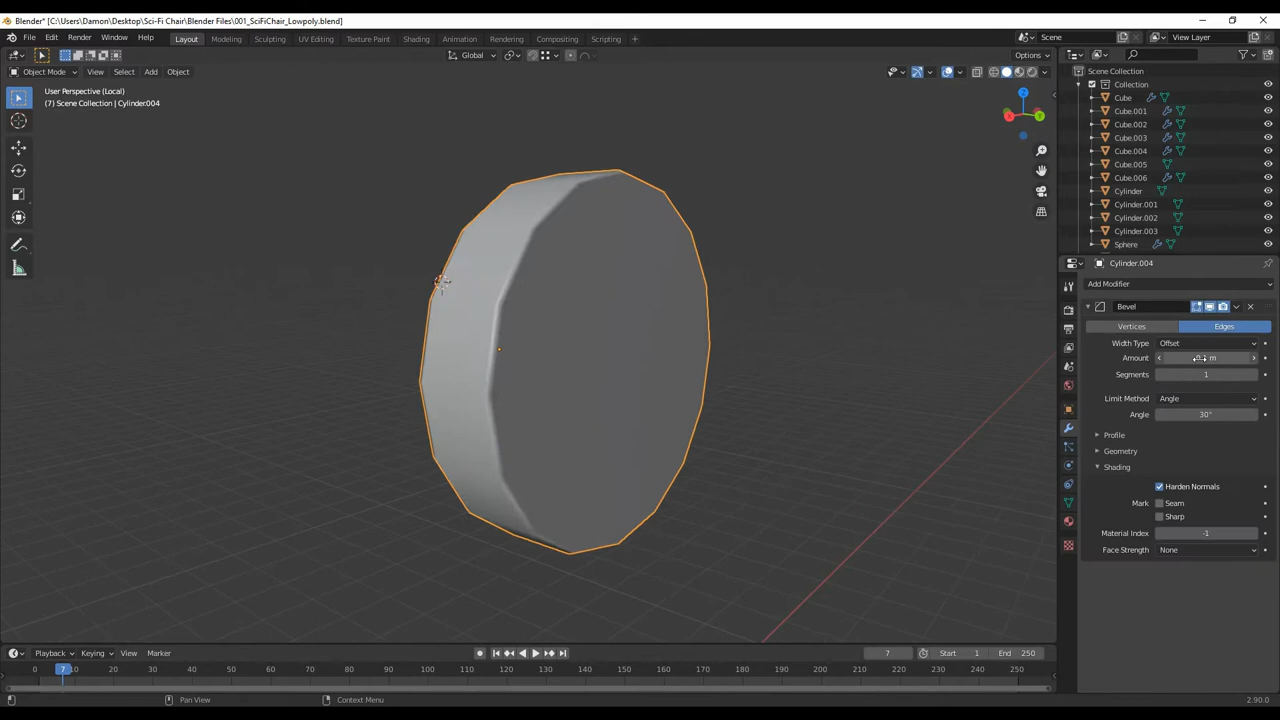 Blender* [C:\Users\Damon\Desktop\Sci-Fi Chair\Blender Files\001_SciFiChair_Lowpoly.blend]
File Edit Render Window Help Layout Modeling Sculpting UV Editing Texture Paint Shading Animation Rendering Compositing Scripting + Scene View Layer
Global Options
Object Mode View Select Add Object
User Perspective (Local)
(7) Scene Collection | Cylinder.004
Z
X
Y
Scene Collection
Collection
Cube
Cube.001
Cube.002
Cube.003
Cube.004
Cube.005
Cube.006
Cylinder
Cylinder.001
Cylinder.002
Cylinder.003
Sphere
Cylinder.004
Add Modifier
Bevel
Vertices Edges
Width Type Offset
Amount m
Segments 1
Limit Method Angle
Angle 30°
Profile
Geometry
Shading
Harden Normals
Mark Seam
Sharp
Material Index -1
Face Strength None
Playback Keying View Marker 7 Start 1 End 250
0 7 10 20 30 40 50 60 70 80 90 100 110 120 130 140 150 160 170 180 190 200 210 220 230 240 250
Pan View Context Menu 2.90.0